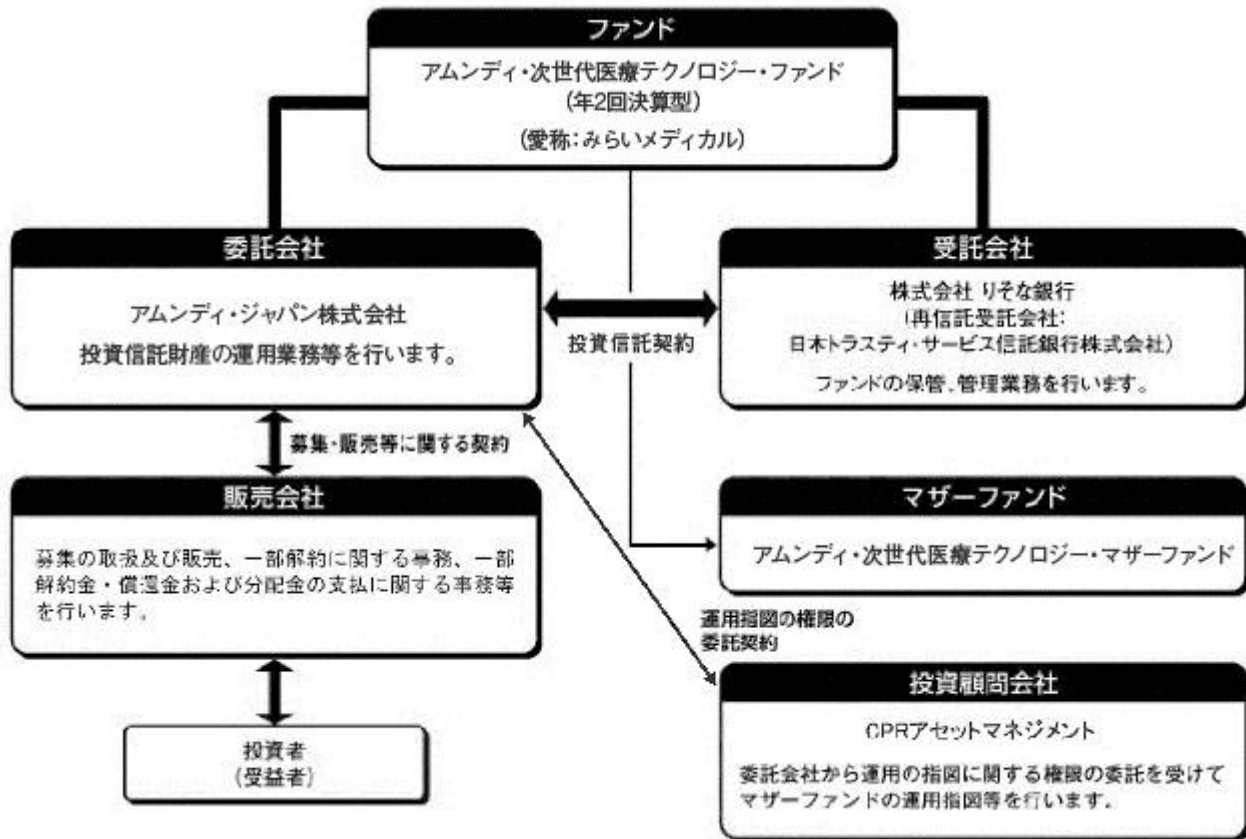 ファンド
アムンディ・次世代医療テクノロジー・ファンド
(年2回決算型)
(愛称:みらいメディカル)
委託会社
アムンディ・ジャパン株式会社
投資信託財産の運用業務等を行います。
投資信託契約
受託会社
株式会社 りそな銀行
(再信託受託会社:
日本トラスティ・サービス信託銀行株式会社)
ファンドの保管、管理業務を行います。
募集・販売等に関する契約
販売会社
募集の取扱及び販売、一部解約に関する事務、一部
解約金・償還金および分配金の支払に関する事務等
を行います。
マザーファンド
アムンディ・次世代医療テクノロジー・マザーファンド
運用指図の権限の
委託契約
投資顧問会社
CPRアセットマネジメント
委託会社から運用の指図に関する権限の委託を受けて
マザーファンドの運用指図等を行います。
投資者
(受益者)